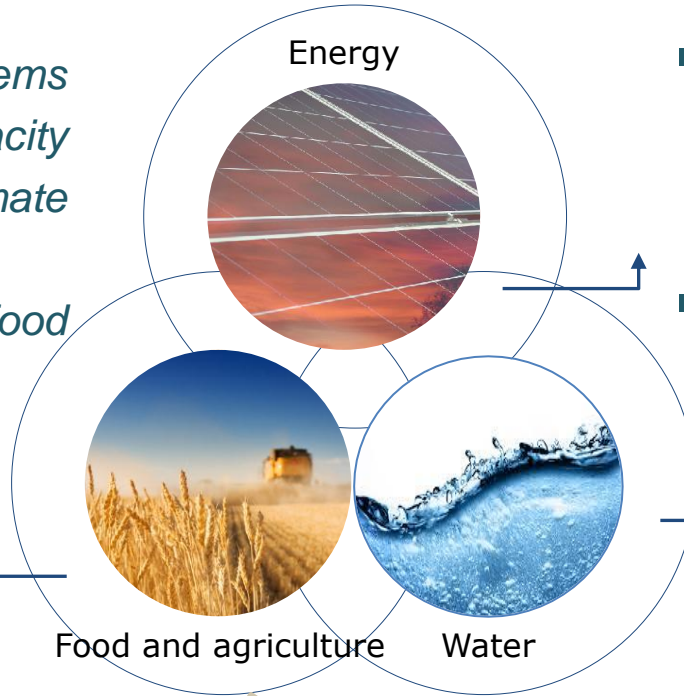 Energy
ems
acity
mate
food
Food and agriculture
Water